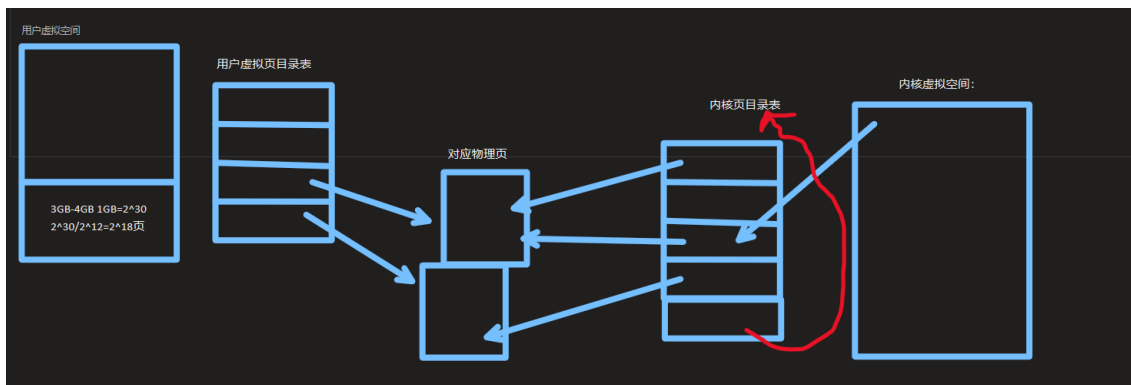 用户虚拟空间
用户虚拟页目录表
内核虚拟空间:
内核页目录表
对应物理页
3GB-4GB 1GB=2^30
2^30/2^12=2^18页